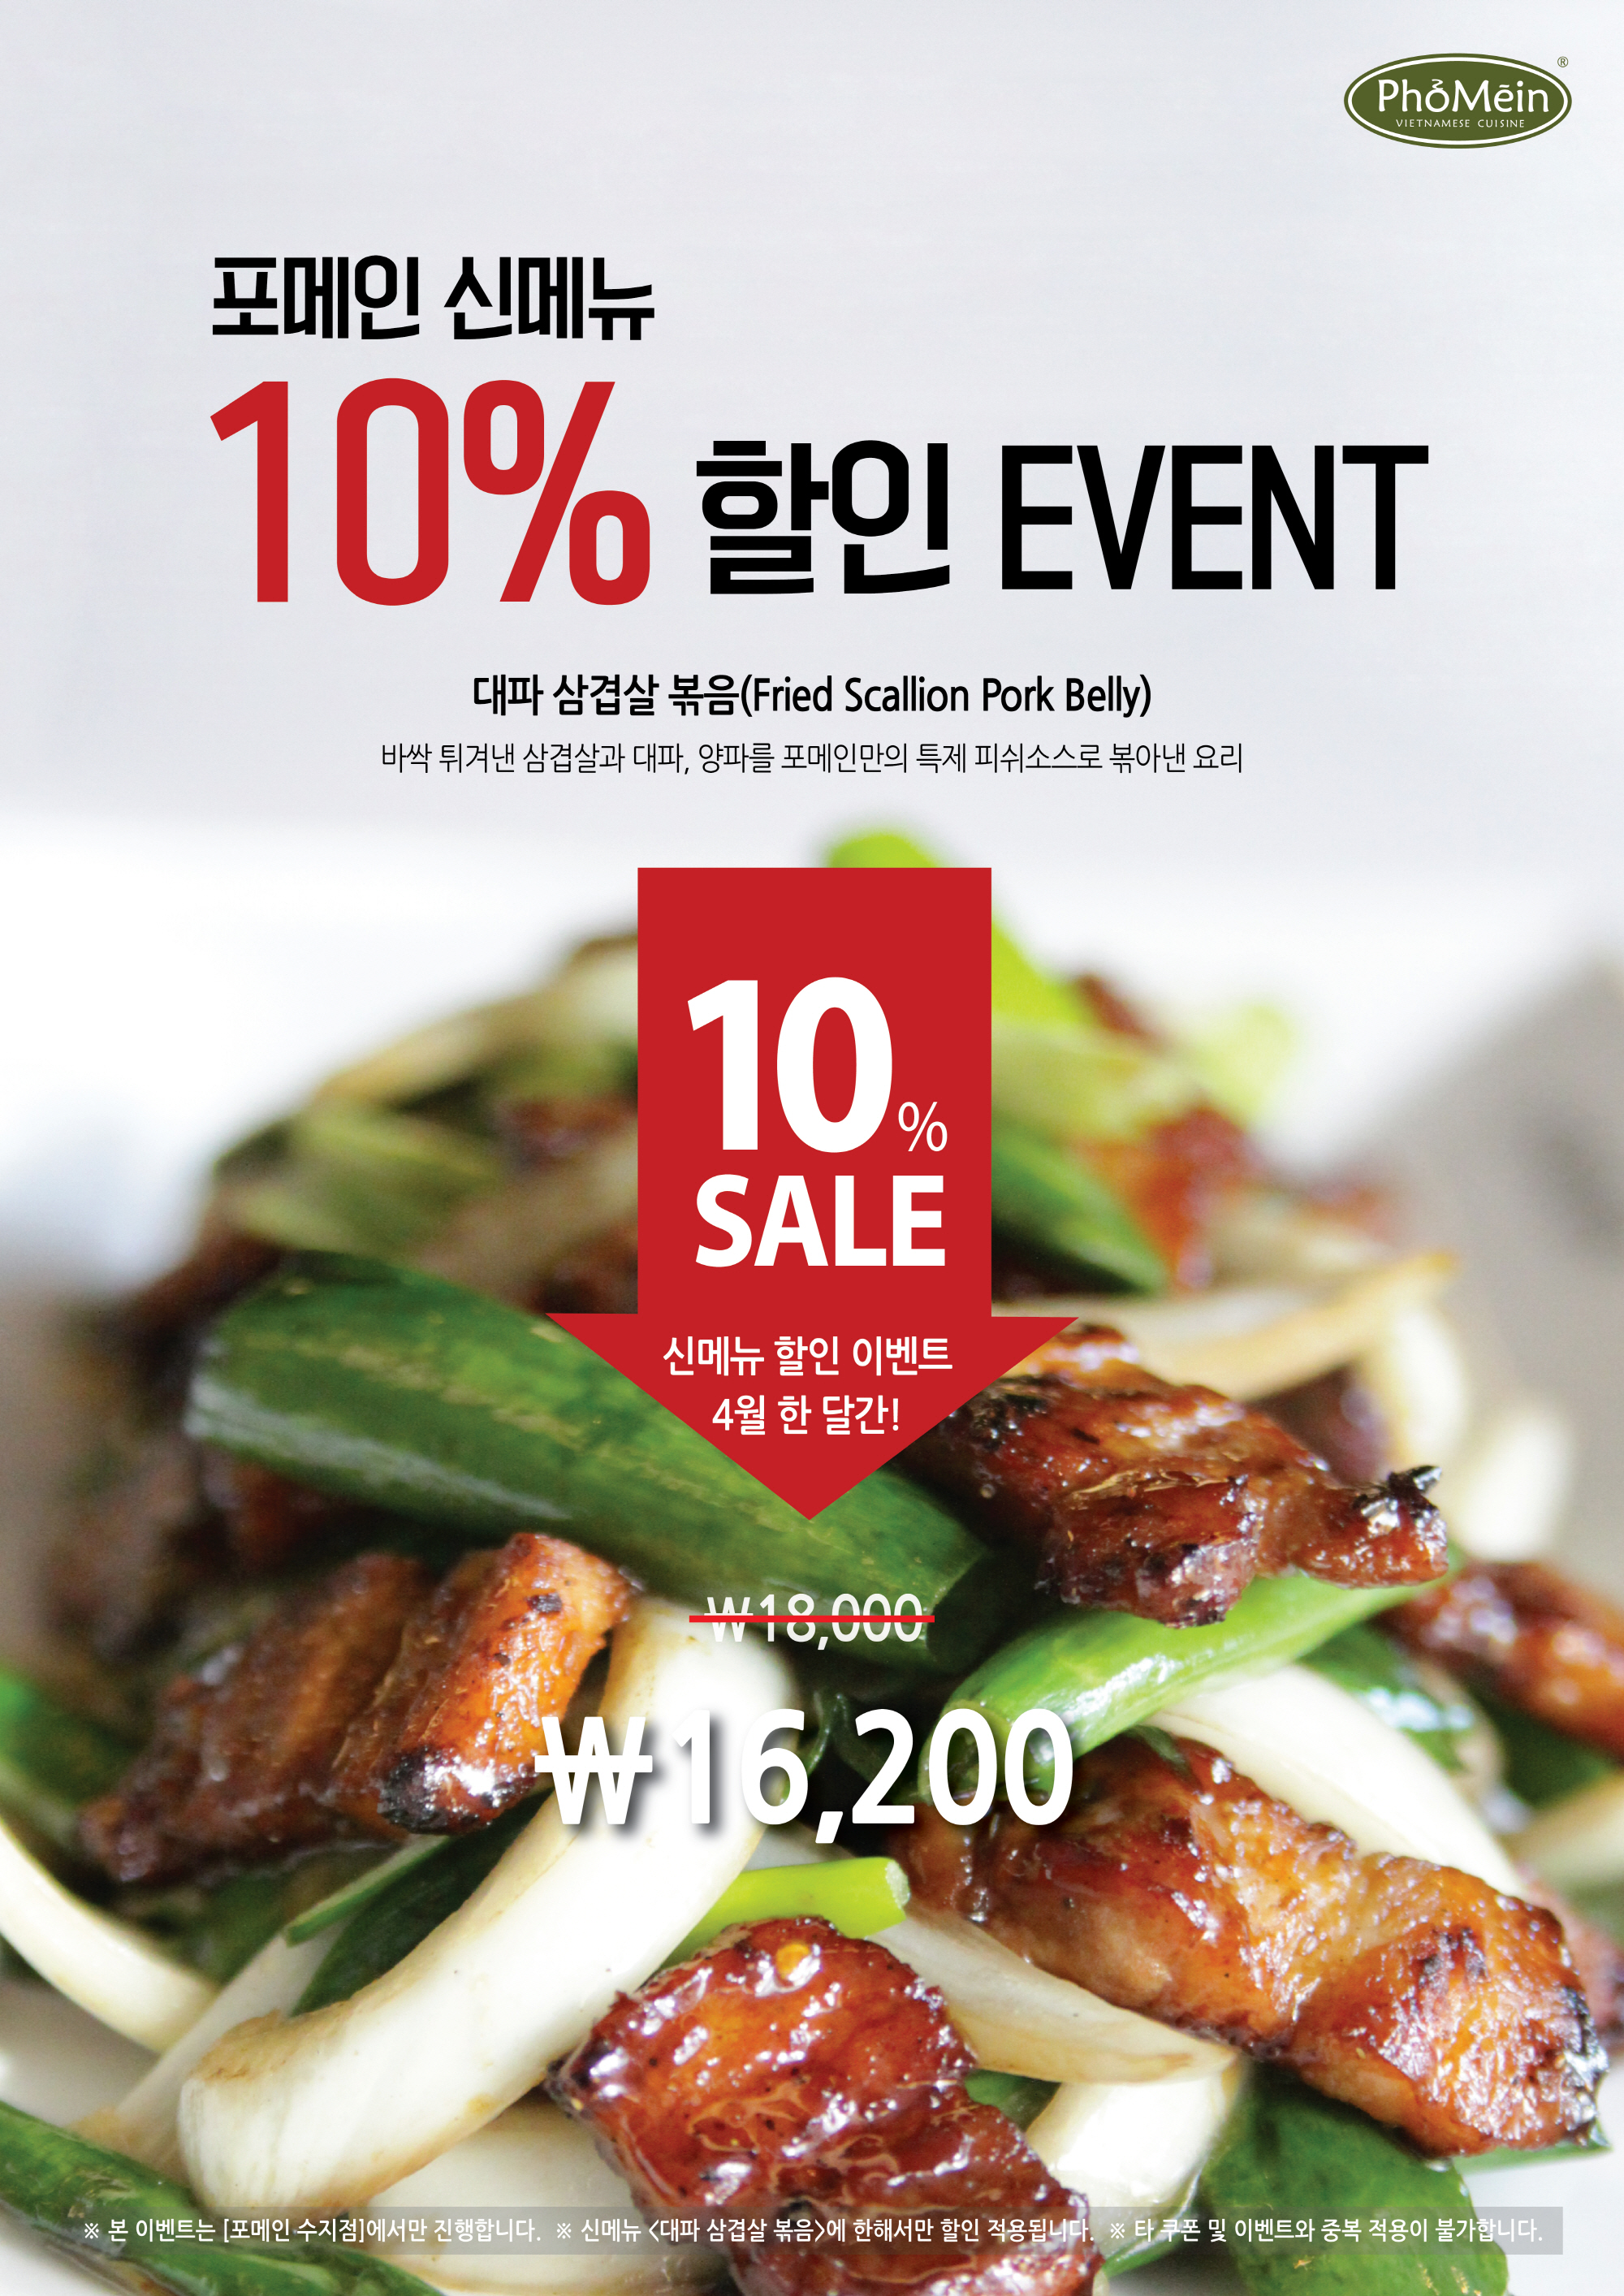 PhởMein®
VIETNAMESE CUISINE
포메인 신메뉴
10% 할인 EVENT
대파 삼겹살 볶음(Fried Scallion Pork Belly)
바싹 튀겨낸 삼겹살과 대파, 양파를 포메인만의 특제 피쉬소스로 볶아낸 요리
10%
SALE
신메뉴 할인 이벤트
4월 한 달간!
₩18,000
₩16,200
※ 본 이벤트는 [포메인 수지점]에서만 진행합니다. ※ 신메뉴 <대파 삼겹살 볶음>에 한해서만 할인 적용됩니다. ※ 타 쿠폰 및 이벤트와 중복 적용이 불가합니다.